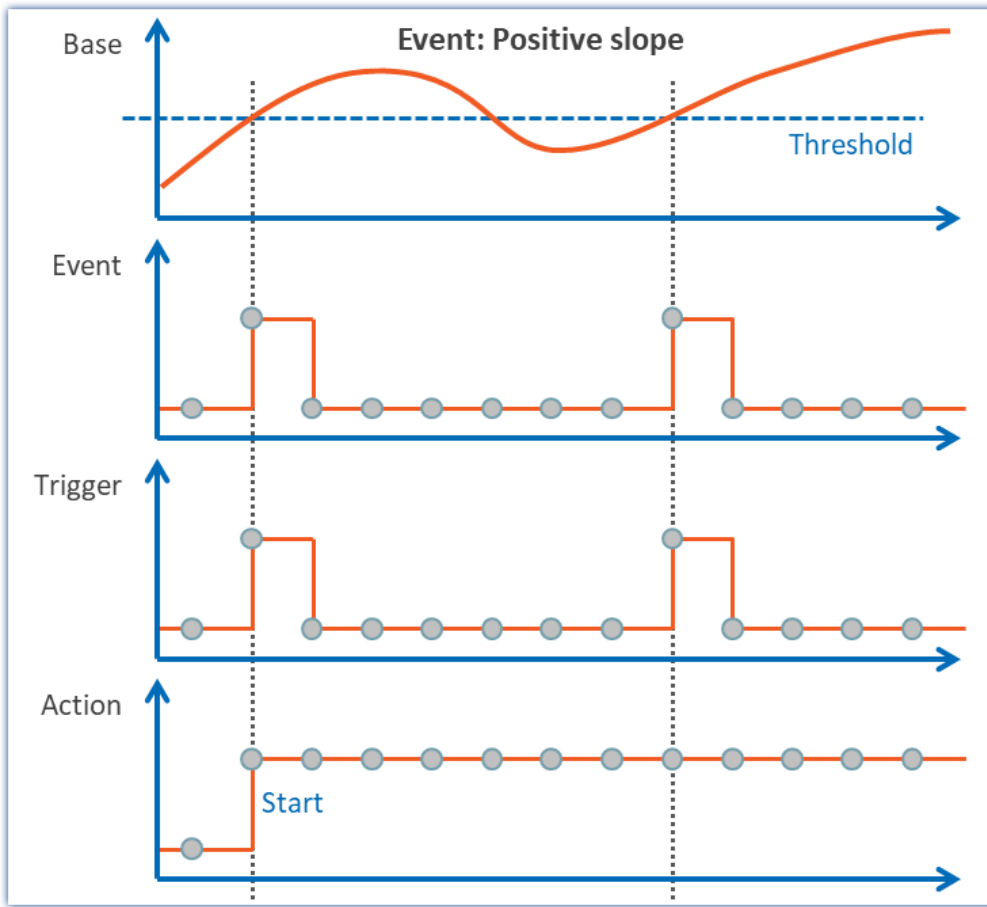 Base
Event: Positive slope
Threshold
Event
Trigger
Action
Start